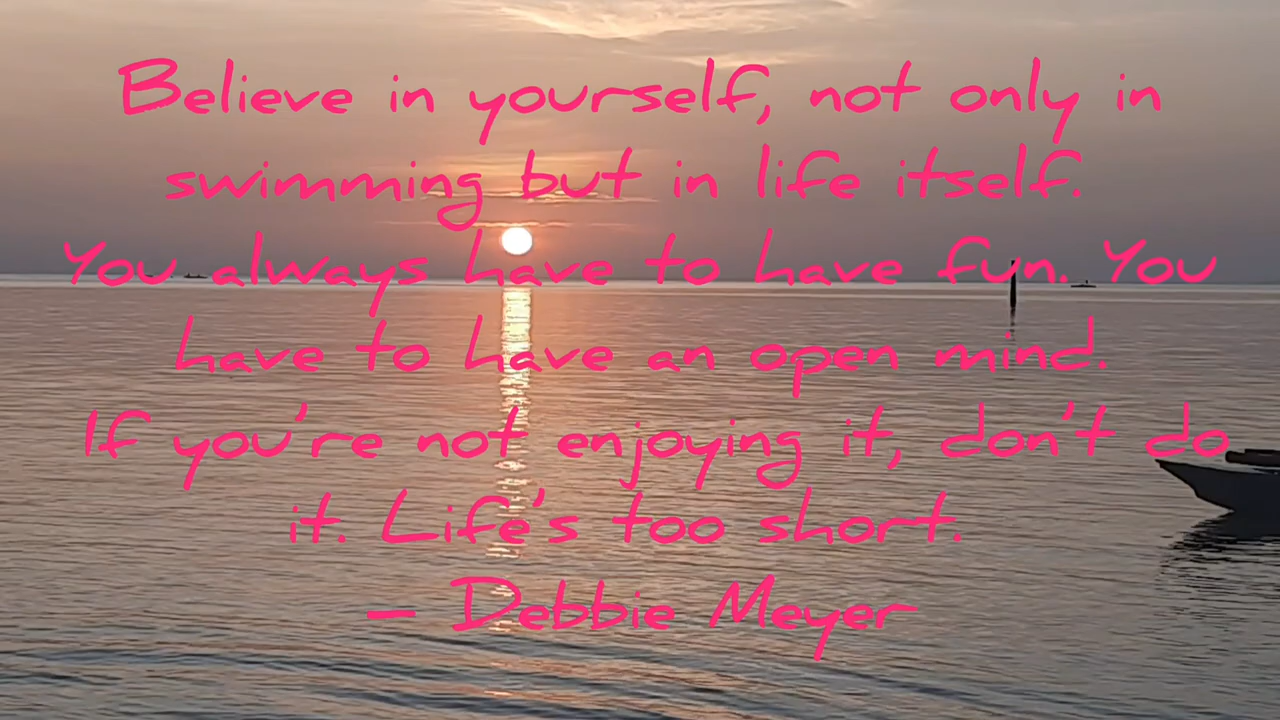 Believe in yourself, not only in
swimming but in life itself.
You always have to have fun. You
have to have an open mind.
If you're not enjoying it, don't do
it. Life's too short.
— Debbie Meyer